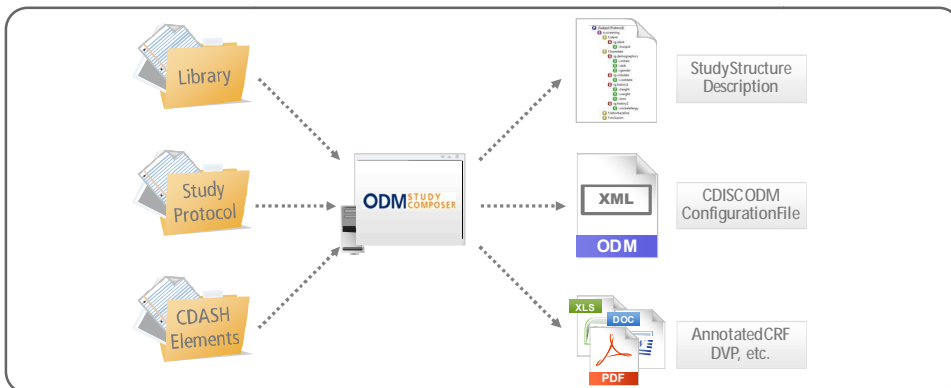 Library
Study
Protocol
CDASH
Elements
ODM STUDY
COMPOSER
StudyStructure
Description
XML
ODM
CDISCODM
ConfigurationFile
XLS
DOC
PDF
AnnotatedCRF
DVP, etc.